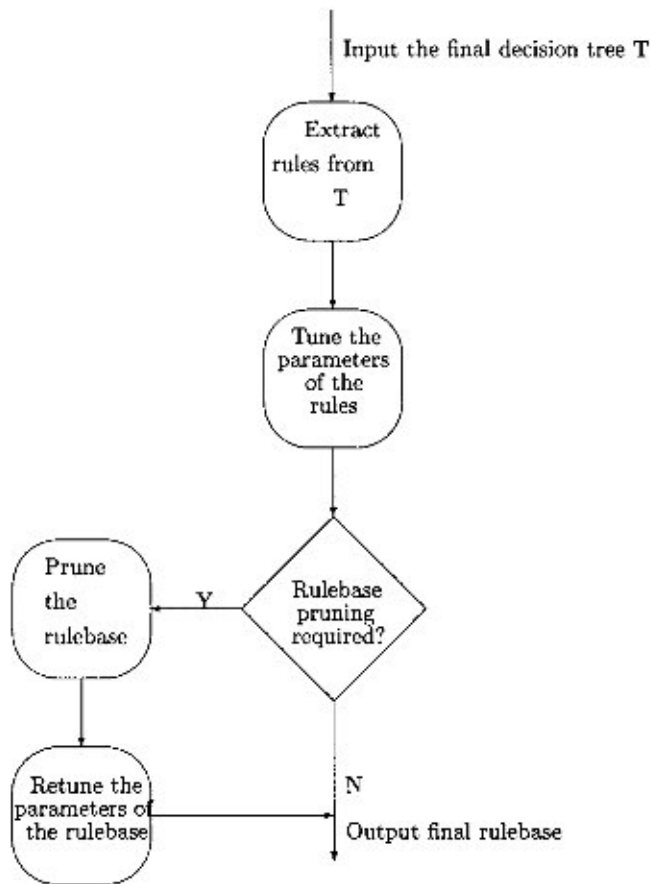 Input the final decision tree T
Extract
rules from
T
Tune the
parameters
of the
rules
Rulebase
pruning
required?
Y
Prune
the
rulebase
Retune the
parameters of
the rulebase
N
Output final rulebase